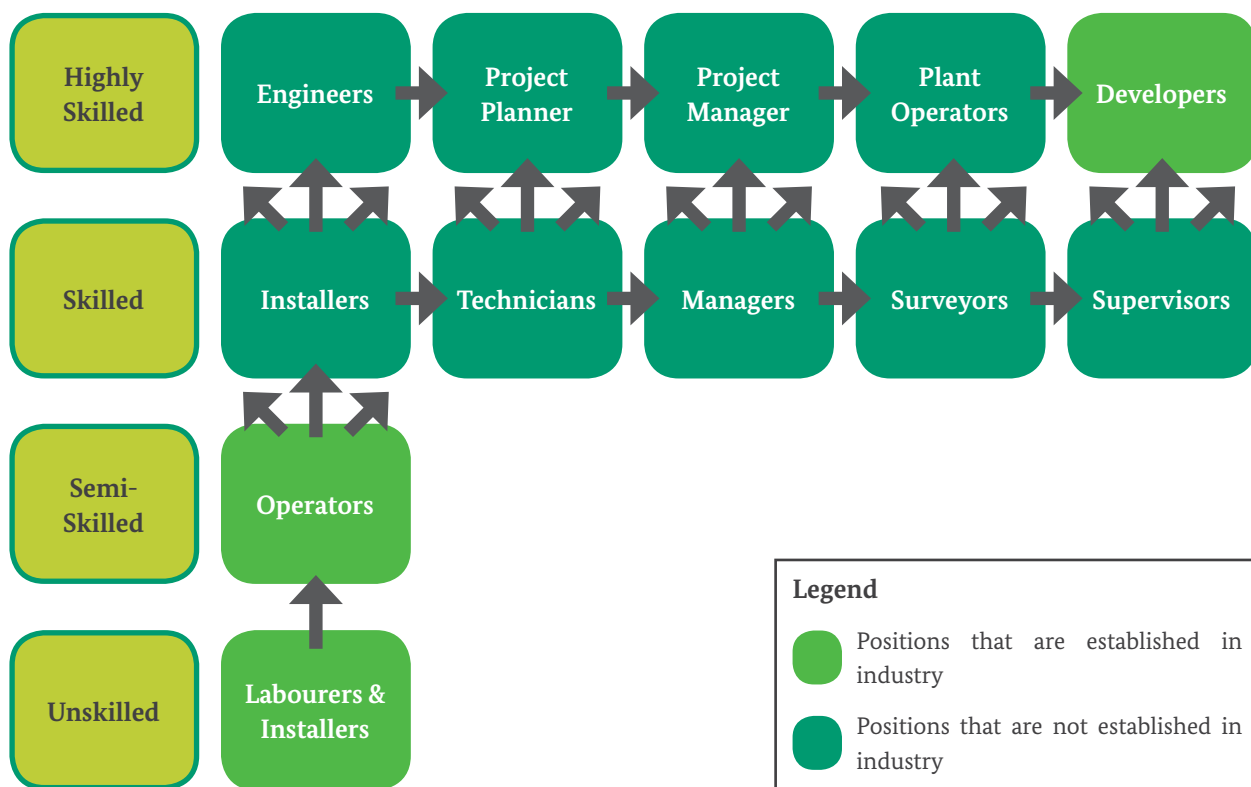 Highly
Skilled
Engineers
Project
Planner
Project
Manager
Plant
Operators
Developers
Skilled
Installers
Technicians
Managers
Surveyors
Supervisors
Semi-
Skilled
Operators
Unskilled
Labourers &
Installers
Legend
Positions that are established in
industry
Positions that are not established in
industry